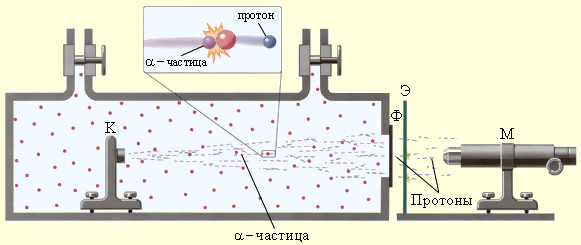 протон
α – частица
K
Э
Ф
М
Протоны
α – частица